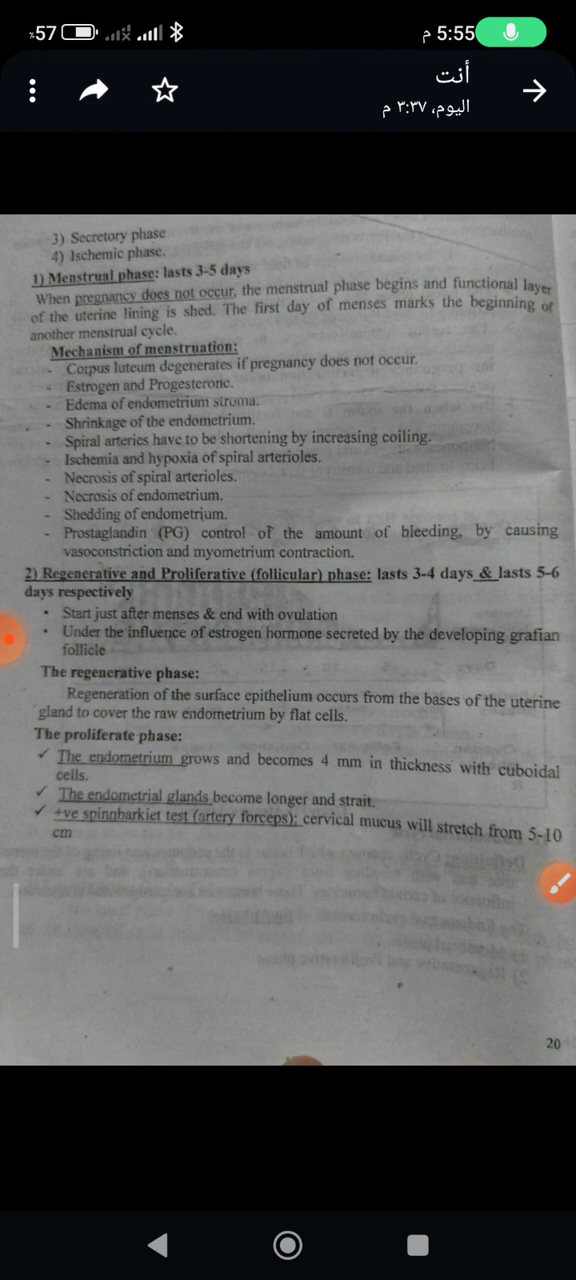 ٪57
5:55 م
أنت
اليوم، ٣:٣٧ م
3) Secretory phase
4) Ischemic phase.
1) Menstrual phase: lasts 3-5 days
When pregnancy does not occur, the menstrual phase begins and functional layer
of the uterine lining is shed. The first day of menses marks the beginning of
another menstrual cycle.
Mechanism of menstruation:
- Corpus luteum degenerates if pregnancy does not occur.
- Estrogen and Progesterone.
- Edema of endometrium stroma.
- Shrinkage of the endometrium.
- Spiral arteries have to be shortening by increasing coiling.
- Ischemia and hypoxia of spiral arterioles.
- Necrosis of spiral arterioles.
- Necrosis of endometrium.
- Shedding of endometrium.
- Prostaglandin (PG) control of the amount of bleeding, by causing
vasoconstriction and myometrium contraction.
2) Regenerative and Proliferative (follicular) phase: lasts 3-4 days & lasts 5-6
days respectively
• Start just after menses & end with ovulation
• Under the influence of estrogen hormone secreted by the developing grafian
follicle
The regenerative phase:
Regeneration of the surface epithelium occurs from the bases of the uterine
gland to cover the raw endometrium by flat cells.
The proliferate phase:
✓ The endometrium grows and becomes 4 mm in thickness with cuboidal
cells.
✓ The endometrial glands become longer and strait.
✓ +ve spinnbarkiet test (artery forceps): cervical mucus will stretch from 5-10
cm
20